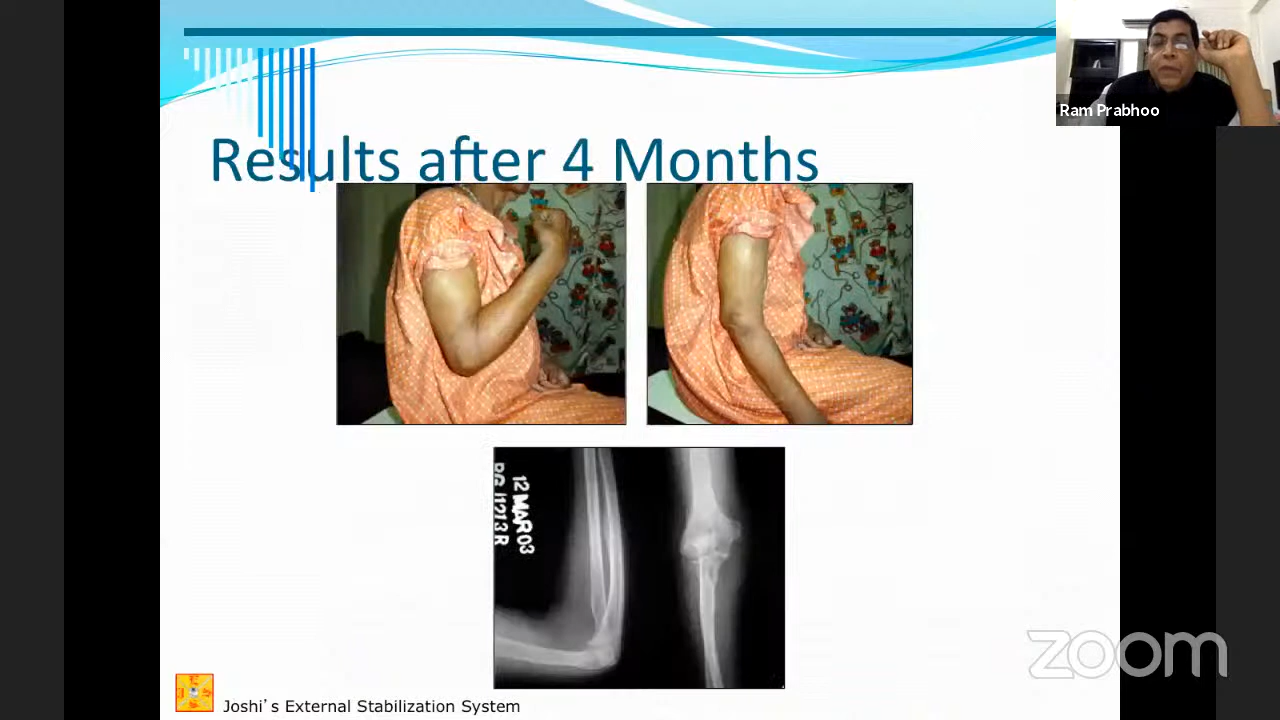 Ram Prabhoo
Results after 4 Months
12 MAR 03
zoom
Joshi's External Stabilization System